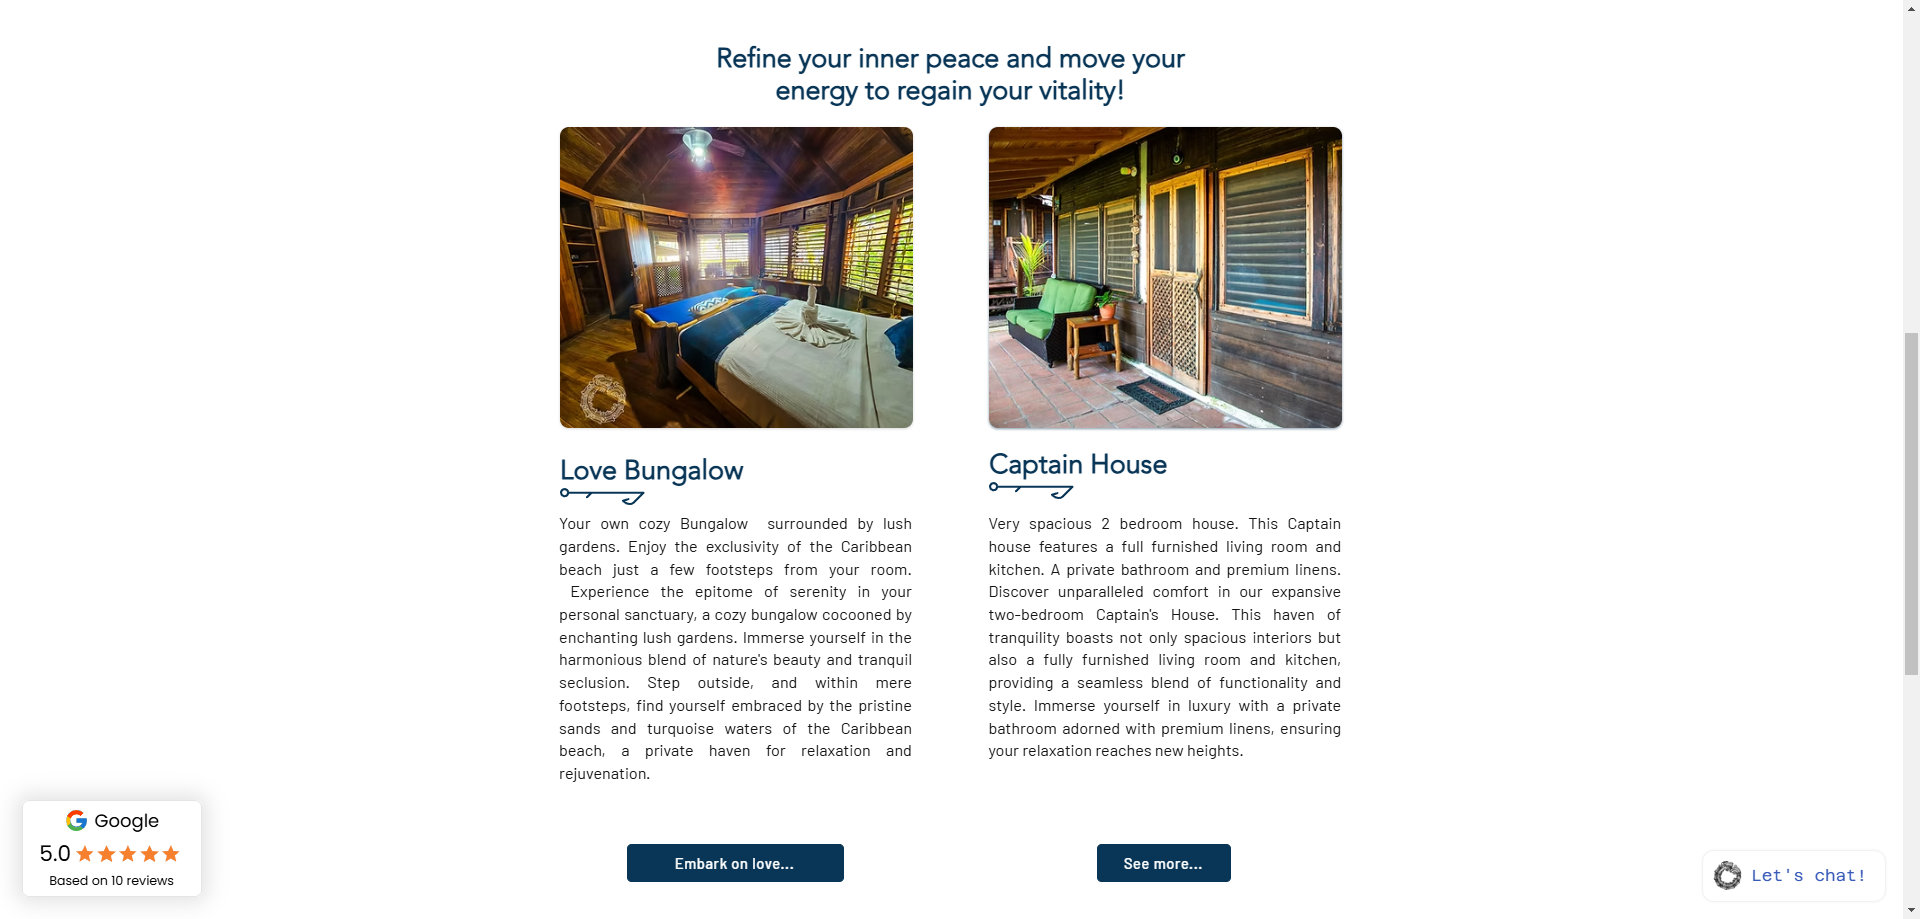 Refine your inner peace and move your
energy to regain your vitality!
Love Bungalow
Your own cozy Bungalow  surrounded by lush
gardens. Enjoy the exclusivity of the Caribbean
beach just a few footsteps from your room.
Experience the epitome of serenity in your
personal sanctuary, a cozy bungalow cocooned by
enchanting lush gardens. Immerse yourself in the
harmonious blend of nature's beauty and tranquil
seclusion. Step outside, and within mere
footsteps, find yourself embraced by the pristine
sands and turquoise waters of the Caribbean
beach, a private haven for relaxation and
rejuvenation.
Embark on love...
Captain House
Very spacious 2 bedroom house. This Captain
house features a full furnished living room and
kitchen. A private bathroom and premium linens.
Discover unparalleled comfort in our expansive
two-bedroom Captain's House. This haven of
tranquility boasts not only spacious interiors but
also a fully furnished living room and kitchen,
providing a seamless blend of functionality and
style. Immerse yourself in luxury with a private
bathroom adorned with premium linens, ensuring
your relaxation reaches new heights.
See more...
Google
5.0
Based on 10 reviews
Let's chat!